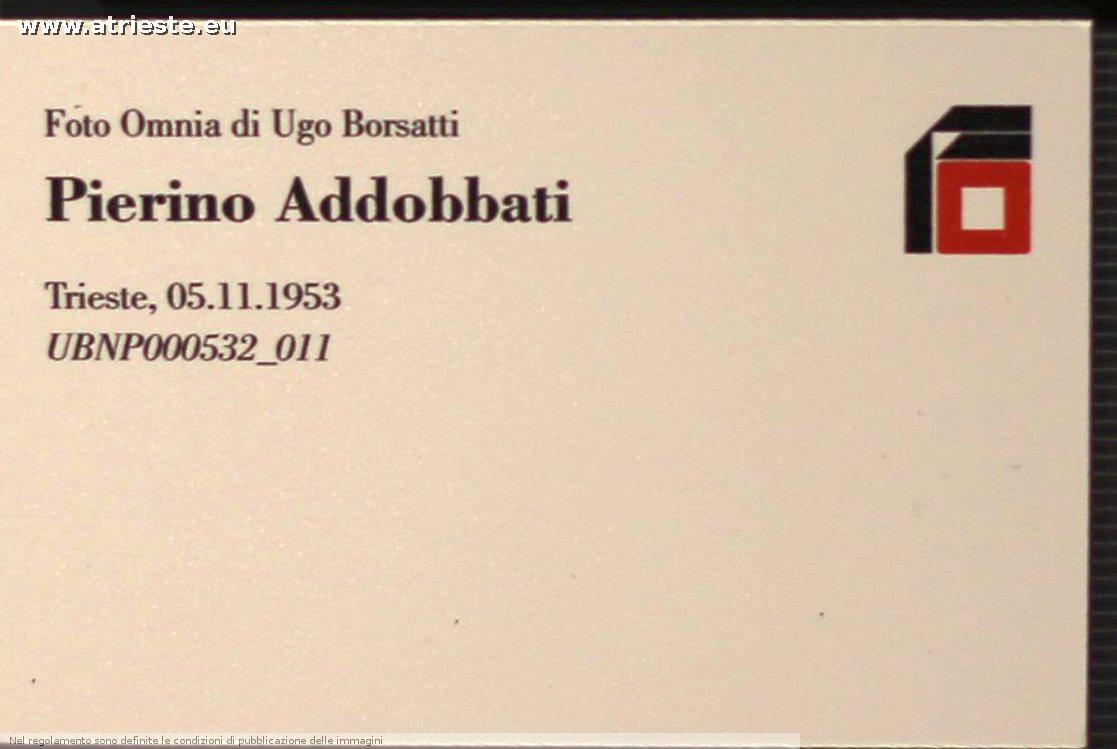 www.atrieste.eu
Foto Omnia di Ugo Borsatti
Pierino Addobbati
Trieste, 05.11.1953
UBNP000532_011
Nel regolamento sono definite le condizioni di pubblicazione delle immagini